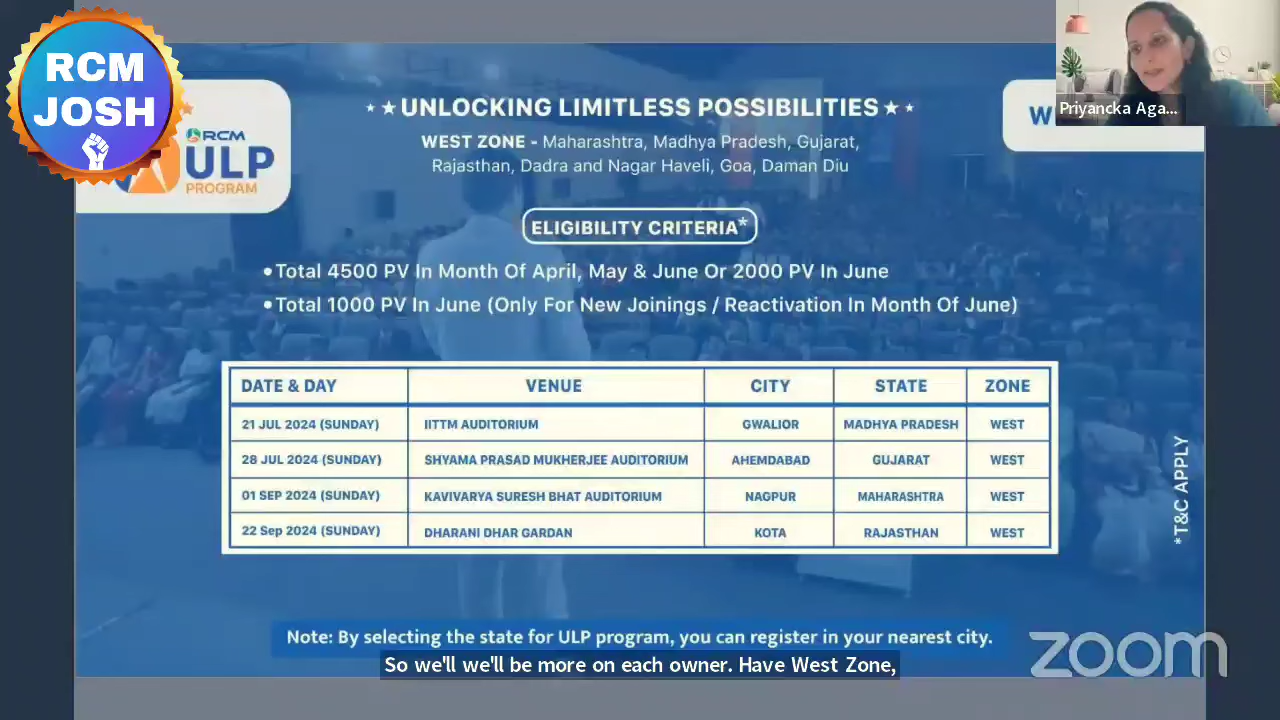 RCM
JOSH
RCM
ULP
PROGRAM
★★UNLOCKING LIMITLESS POSSIBILITIES★★
WEST ZONE - Maharashtra, Madhya Pradesh, Gujarat,
Rajasthan, Dadra and Nagar Haveli, Goa, Daman Diu
W
Priyancka Aga...
ELIGIBILITY CRITERIA*
•Total 4500 PV In Month Of April, May & June Or 2000 PV In June
•Total 1000 PV In June (Only For New Joinings / Reactivation In Month Of June)
DATE & DAY VENUE CITY STATE ZONE
21 JUL 2024 (SUNDAY) IITTM AUDITORIUM GWALIOR MADHYA PRADESH WEST
28 JUL 2024 (SUNDAY) SHYAMA PRASAD MUKHERJEE AUDITORIUM AHEMDABAD GUJARAT WEST
01 SEP 2024 (SUNDAY) KAVIVARYA SURESH BHAT AUDITORIUM NAGPUR MAHARASHTRA WEST
22 Sep 2024 (SUNDAY) DHARANI DHAR GARDAN KOTA RAJASTHAN WEST
*T&C APPLY
Note: By selecting the state for ULP program, you can register in your nearest city.
So we'll we'll be more on each owner. Have West Zone,
zoom